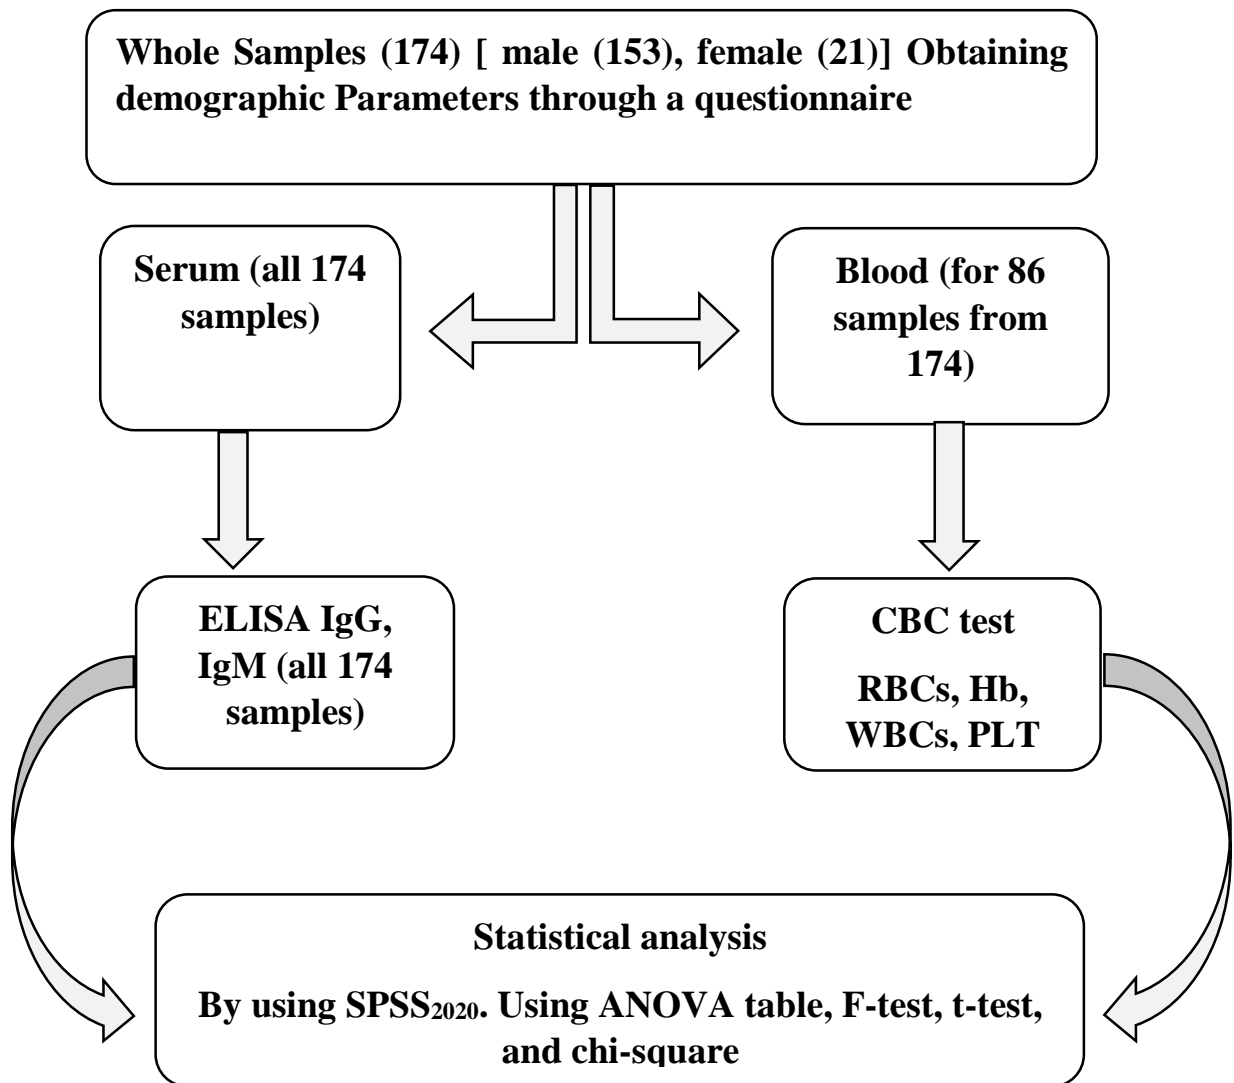 Whole Samples (174) [ male (153), female (21)] Obtaining
demographic Parameters through a questionnaire
Serum (all 174
samples)
Blood (for 86
samples from
174)
ELISA IgG,
IgM (all 174
samples)
CBC test
RBCs, Hb,
WBCs, PLT
Statistical analysis
By using SPSS2020. Using ANOVA table, F-test, t-test,
and chi-square